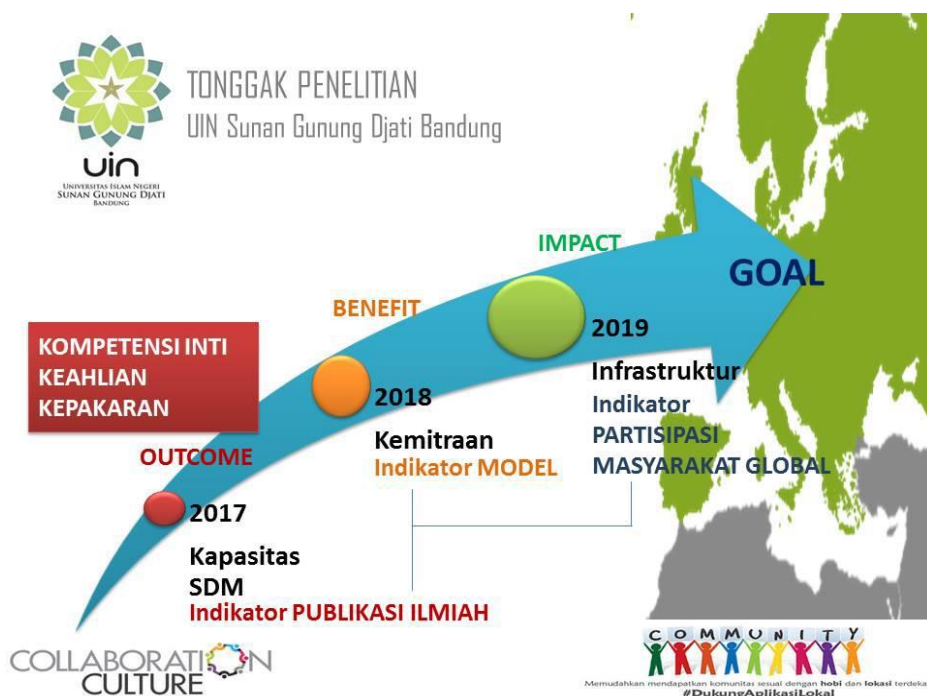 TONGGAK PENELITIAN
UIN Sunan Gunung Djati Bandung
uin
UNIVERSITAS ISLAM NEGERI
SUNAN GUNUNG DJATI
BANDUNG
IMPACT
GOAL
BENEFIT
2019
KOMPETENSI INTI
KEAHLIAN
KEPAKARAN
Infrastruktur
Indikator
PARTISIPASI
MASYARAKAT GLOBAL
2018
Kemitraan
Indikator MODEL
OUTCOME
2017
Kapasitas
SDM
Indikator PUBLIKASI ILMIAH
COLLABORATION
CULTURE
COMMUNITY
Memudahkan mendapatkan komunitas sesuai dengan hobi dan lokasi terdeka
#DukungAplikasiLokal